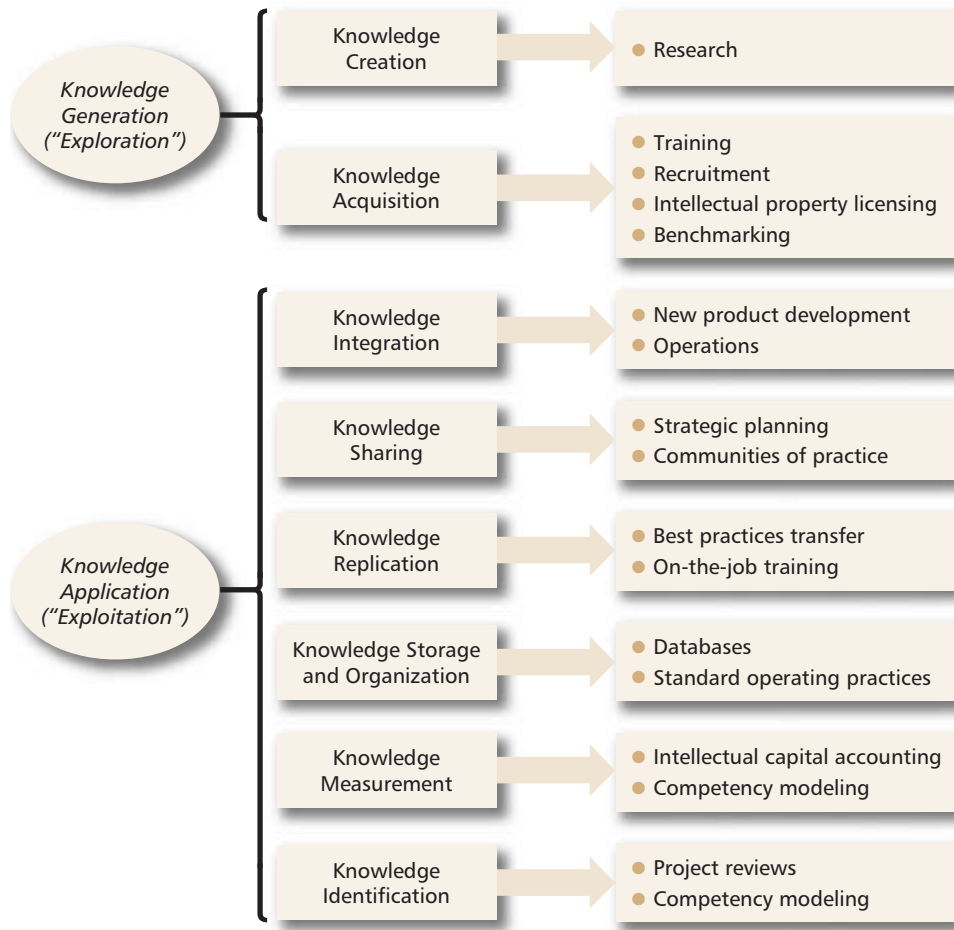 Knowledge
Generation
(“Exploration”)
Knowledge
Creation
Research
Knowledge
Acquisition
Training
Recruitment
Intellectual property licensing
Benchmarking
Knowledge
Application
(“Exploitation”)
Knowledge
Integration
New product development
Operations
Knowledge
Sharing
Strategic planning
Communities of practice
Knowledge
Replication
Best practices transfer
On-the-job training
Knowledge Storage
and Organization
Databases
Standard operating practices
Knowledge
Measurement
Intellectual capital accounting
Competency modeling
Knowledge
Identification
Project reviews
Competency modeling